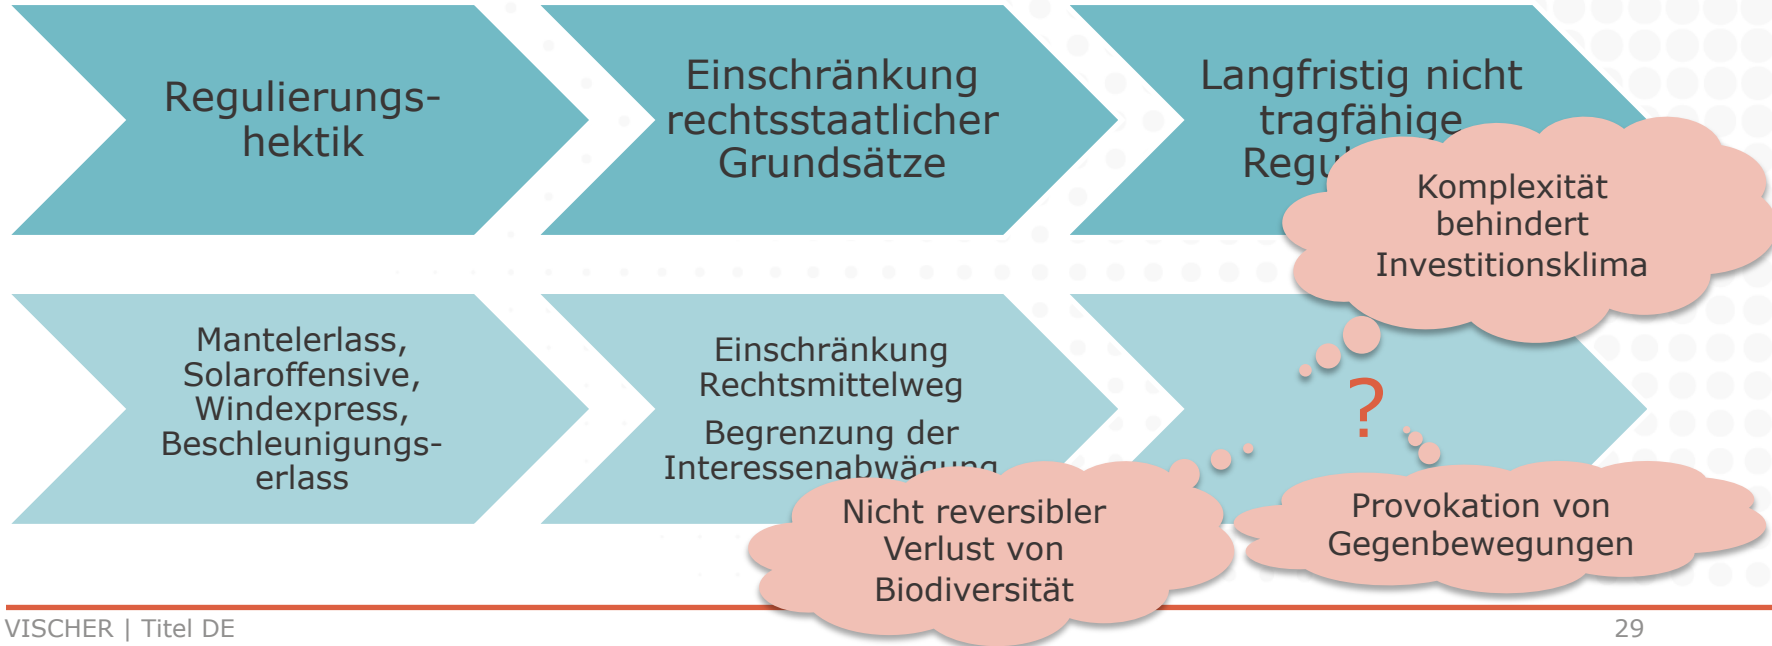 Regulierungs-
hektik
Einschränkung
rechtsstaatlicher
Grundsätze
Langfristig nicht
tragfähige
Komplexität
behindert
Investitionsklima
Mantelerlass,
Solaroffensive,
Windexpress,
Beschleunigungs-
erlass
Einschränkung
Rechtsmittelweg
Begrenzung der
Interessenabwägung
?
Nicht reversibler
Verlust von
Biodiversität
Provokation von
Gegenbewegungen
VISCHER | Titel DE
29